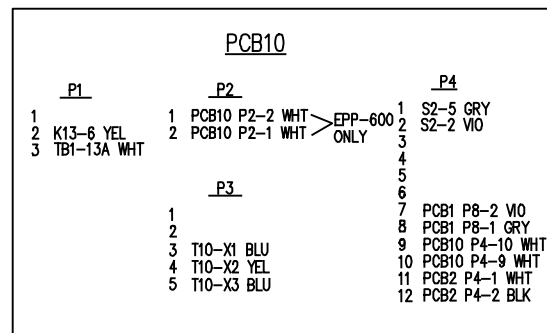 PCB10
P1
1
2 K13-6 YEL
3 TB1-13A WHT
P2
1 PCB10 P2-2 WHT
2 PCB10 P2-1 WHT
EPP-600
ONLY
P3
1
2
3 T10-X1 BLU
4 T10-X2 YEL
5 T10-X3 BLU
P4
1 S2-5 GRY
2 S2-2 VIO
3
4
5
6
7 PCB1 P8-2 VIO
8 PCB1 P8-1 GRY
9 PCB10 P4-10 WHT
10 PCB10 P4-9 WHT
11 PCB2 P4-1 WHT
12 PCB2 P4-2 BLK